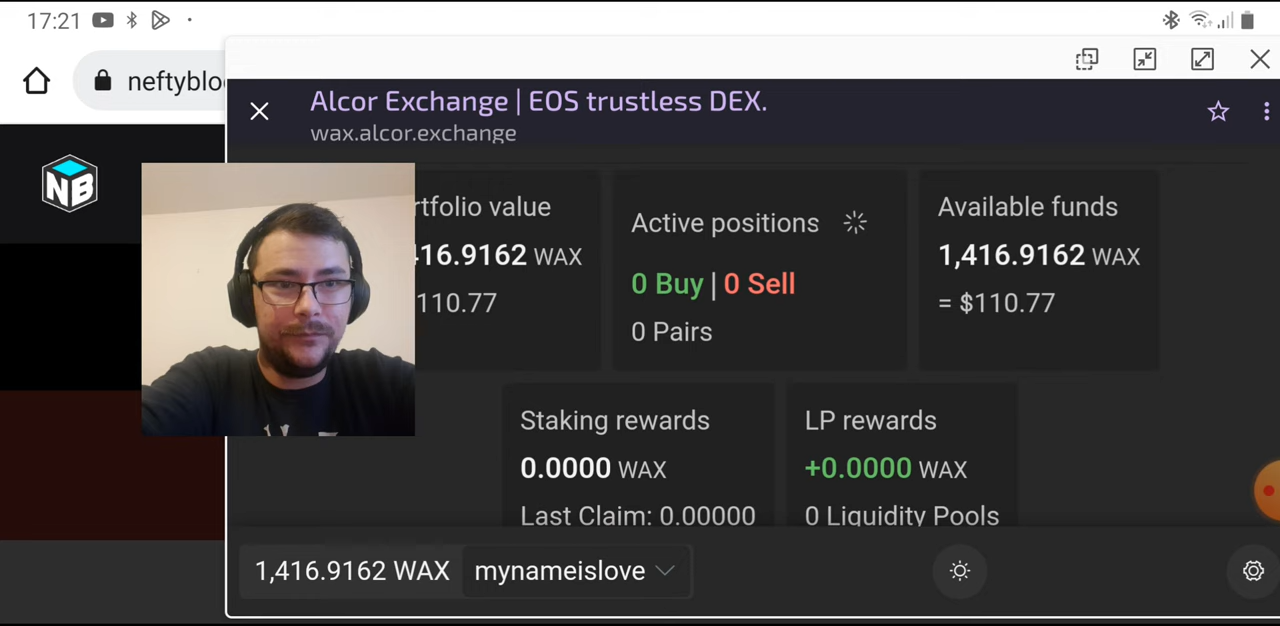 17:21
neftyblo
NB
Alcor Exchange | EOS trustless DEX.
wax.alcor.exchange
rtfolio value
416.9162 WAX
110.77
Active positions
0 Buy | 0 Sell
0 Pairs
Available funds
1,416.9162 WAX
= $110.77
Staking rewards
0.0000 WAX
Last Claim: 0.00000
LP rewards
+0.0000 WAX
0 Liquidity Pools
1,416.9162 WAX
mynameislove